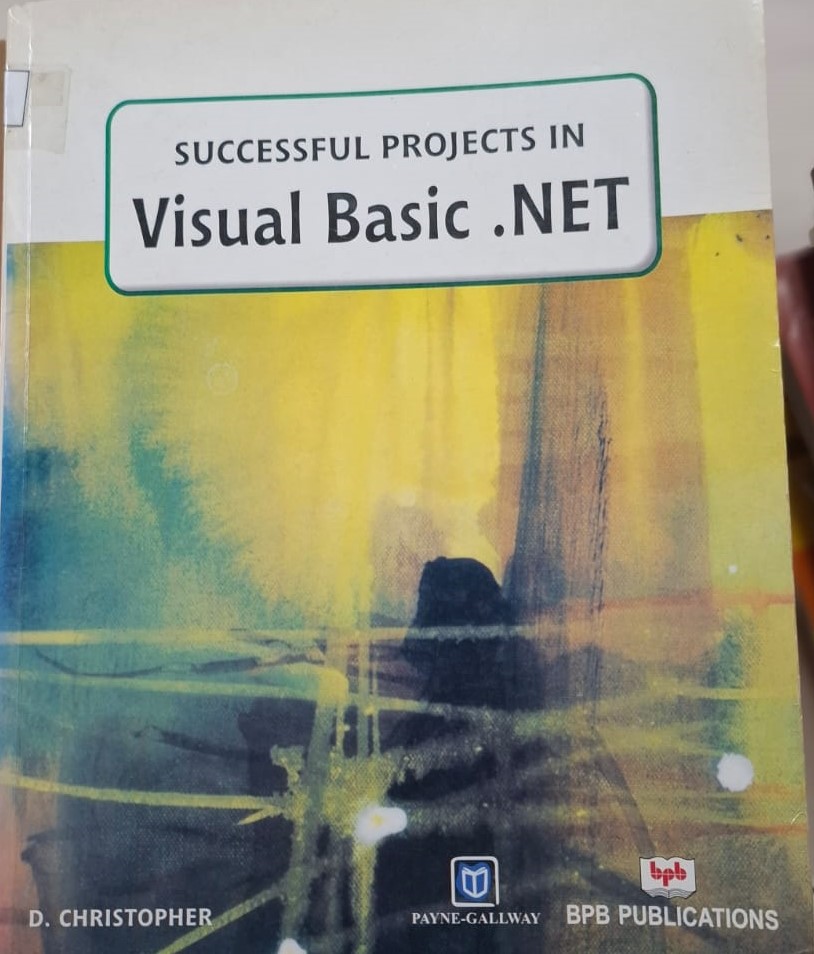 SUCCESSFUL PROJECTS IN
Visual Basic .NET
D. CHRISTOPHER
PAYNE-GALLWAY
bpb
BPB PUBLICATIONS